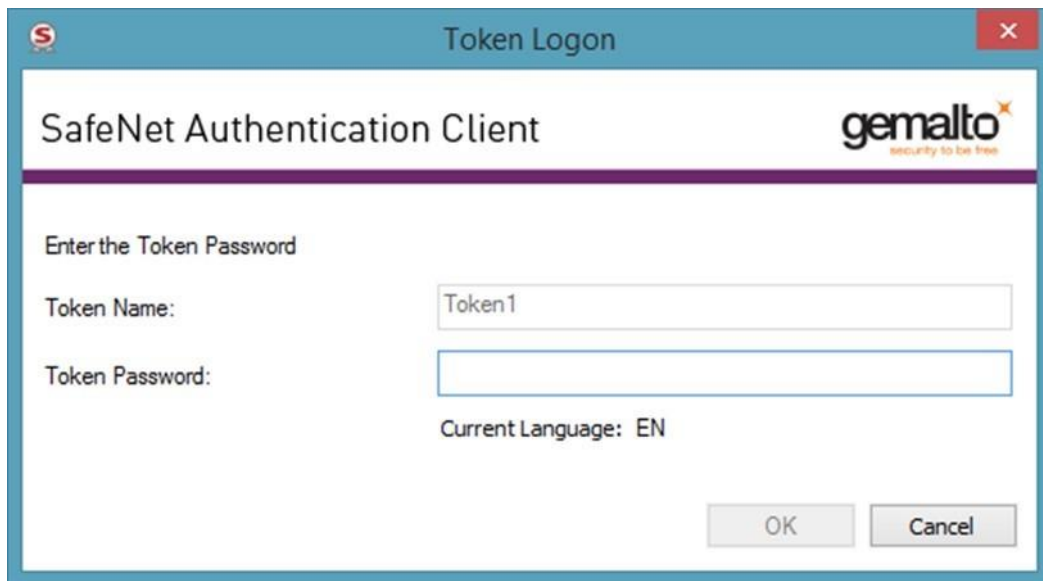 Token Logon
SafeNet Authentication Client
gemalto
security to be free
Enter the Token Password
Token Name: Token1
Token Password:
Current Language: EN
OK Cancel